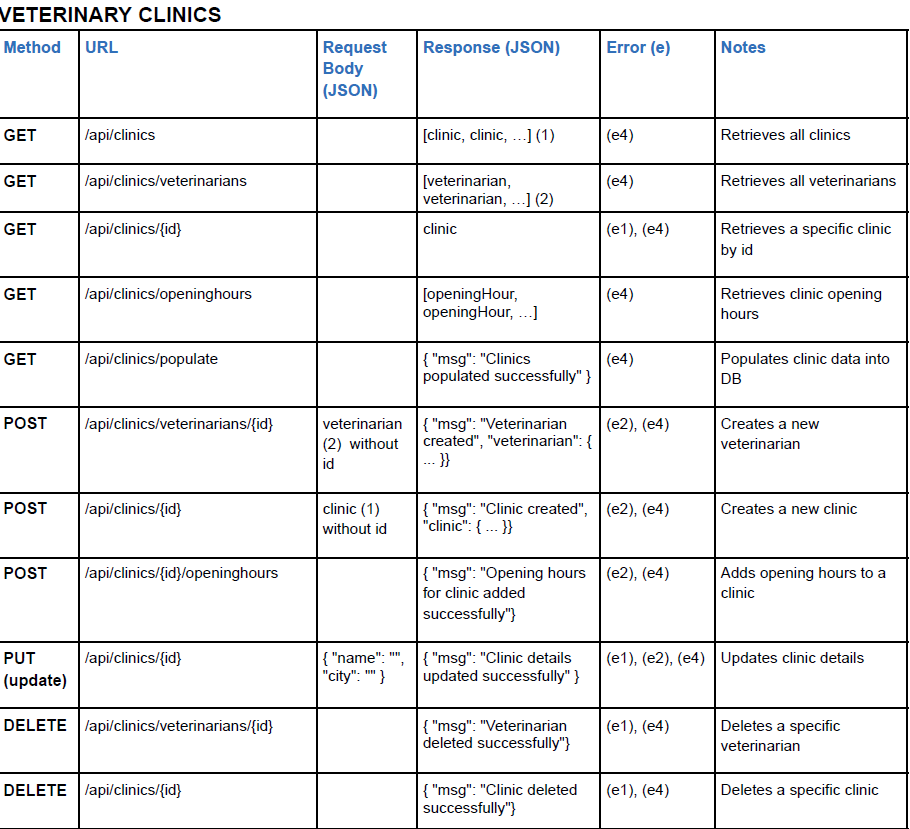 VETERINARY CLINICS
Method URL Request Body (JSON) Response (JSON) Error (e) Notes
GET /api/clinics [clinic, clinic, …] (1) (e4) Retrieves all clinics
GET /api/clinics/veterinarians [veterinarian, veterinarian, …] (2) (e4) Retrieves all veterinarians
GET /api/clinics/{id} clinic (e1), (e4) Retrieves a specific clinic by id
GET /api/clinics/openinghours [openingHour, openingHour, …] (e4) Retrieves clinic opening hours
GET /api/clinics/populate { "msg": "Clinics populated successfully" } (e4) Populates clinic data into DB
POST /api/clinics/veterinarians/{id} veterinarian (2) without id { "msg": "Veterinarian created", "veterinarian": { ... }} (e2), (e4) Creates a new veterinarian
POST /api/clinics/{id} clinic (1) without id { "msg": "Clinic created", "clinic": { ... }} (e2), (e4) Creates a new clinic
POST /api/clinics/{id}/openinghours { "msg": "Opening hours for clinic added successfully"} (e2), (e4) Adds opening hours to a clinic
PUT (update) /api/clinics/{id} { "name": "", "city": "" } { "msg": "Clinic details updated successfully" } (e1), (e2), (e4) Updates clinic details
DELETE /api/clinics/veterinarians/{id} { "msg": "Veterinarian deleted successfully"} (e1), (e4) Deletes a specific veterinarian
DELETE /api/clinics/{id} { "msg": "Clinic deleted successfully"} (e1), (e4) Deletes a specific clinic